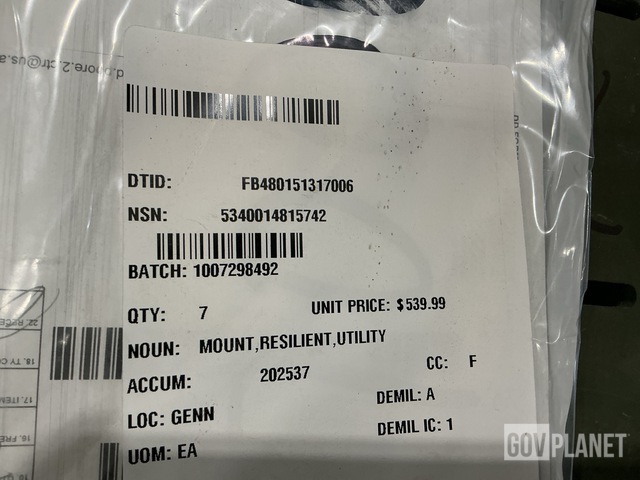 DTID: FB480151317006
NSN: 5340014815742
BATCH: 1007298492
QTY: 7 UNIT PRICE: $539.99
NOUN: MOUNT,RESILIENT,UTILITY
ACCUM: 202537 CC: F
LOC: GENN DEMIL: A
UOM: EA DEMIL IC: 1
GOVPLANET